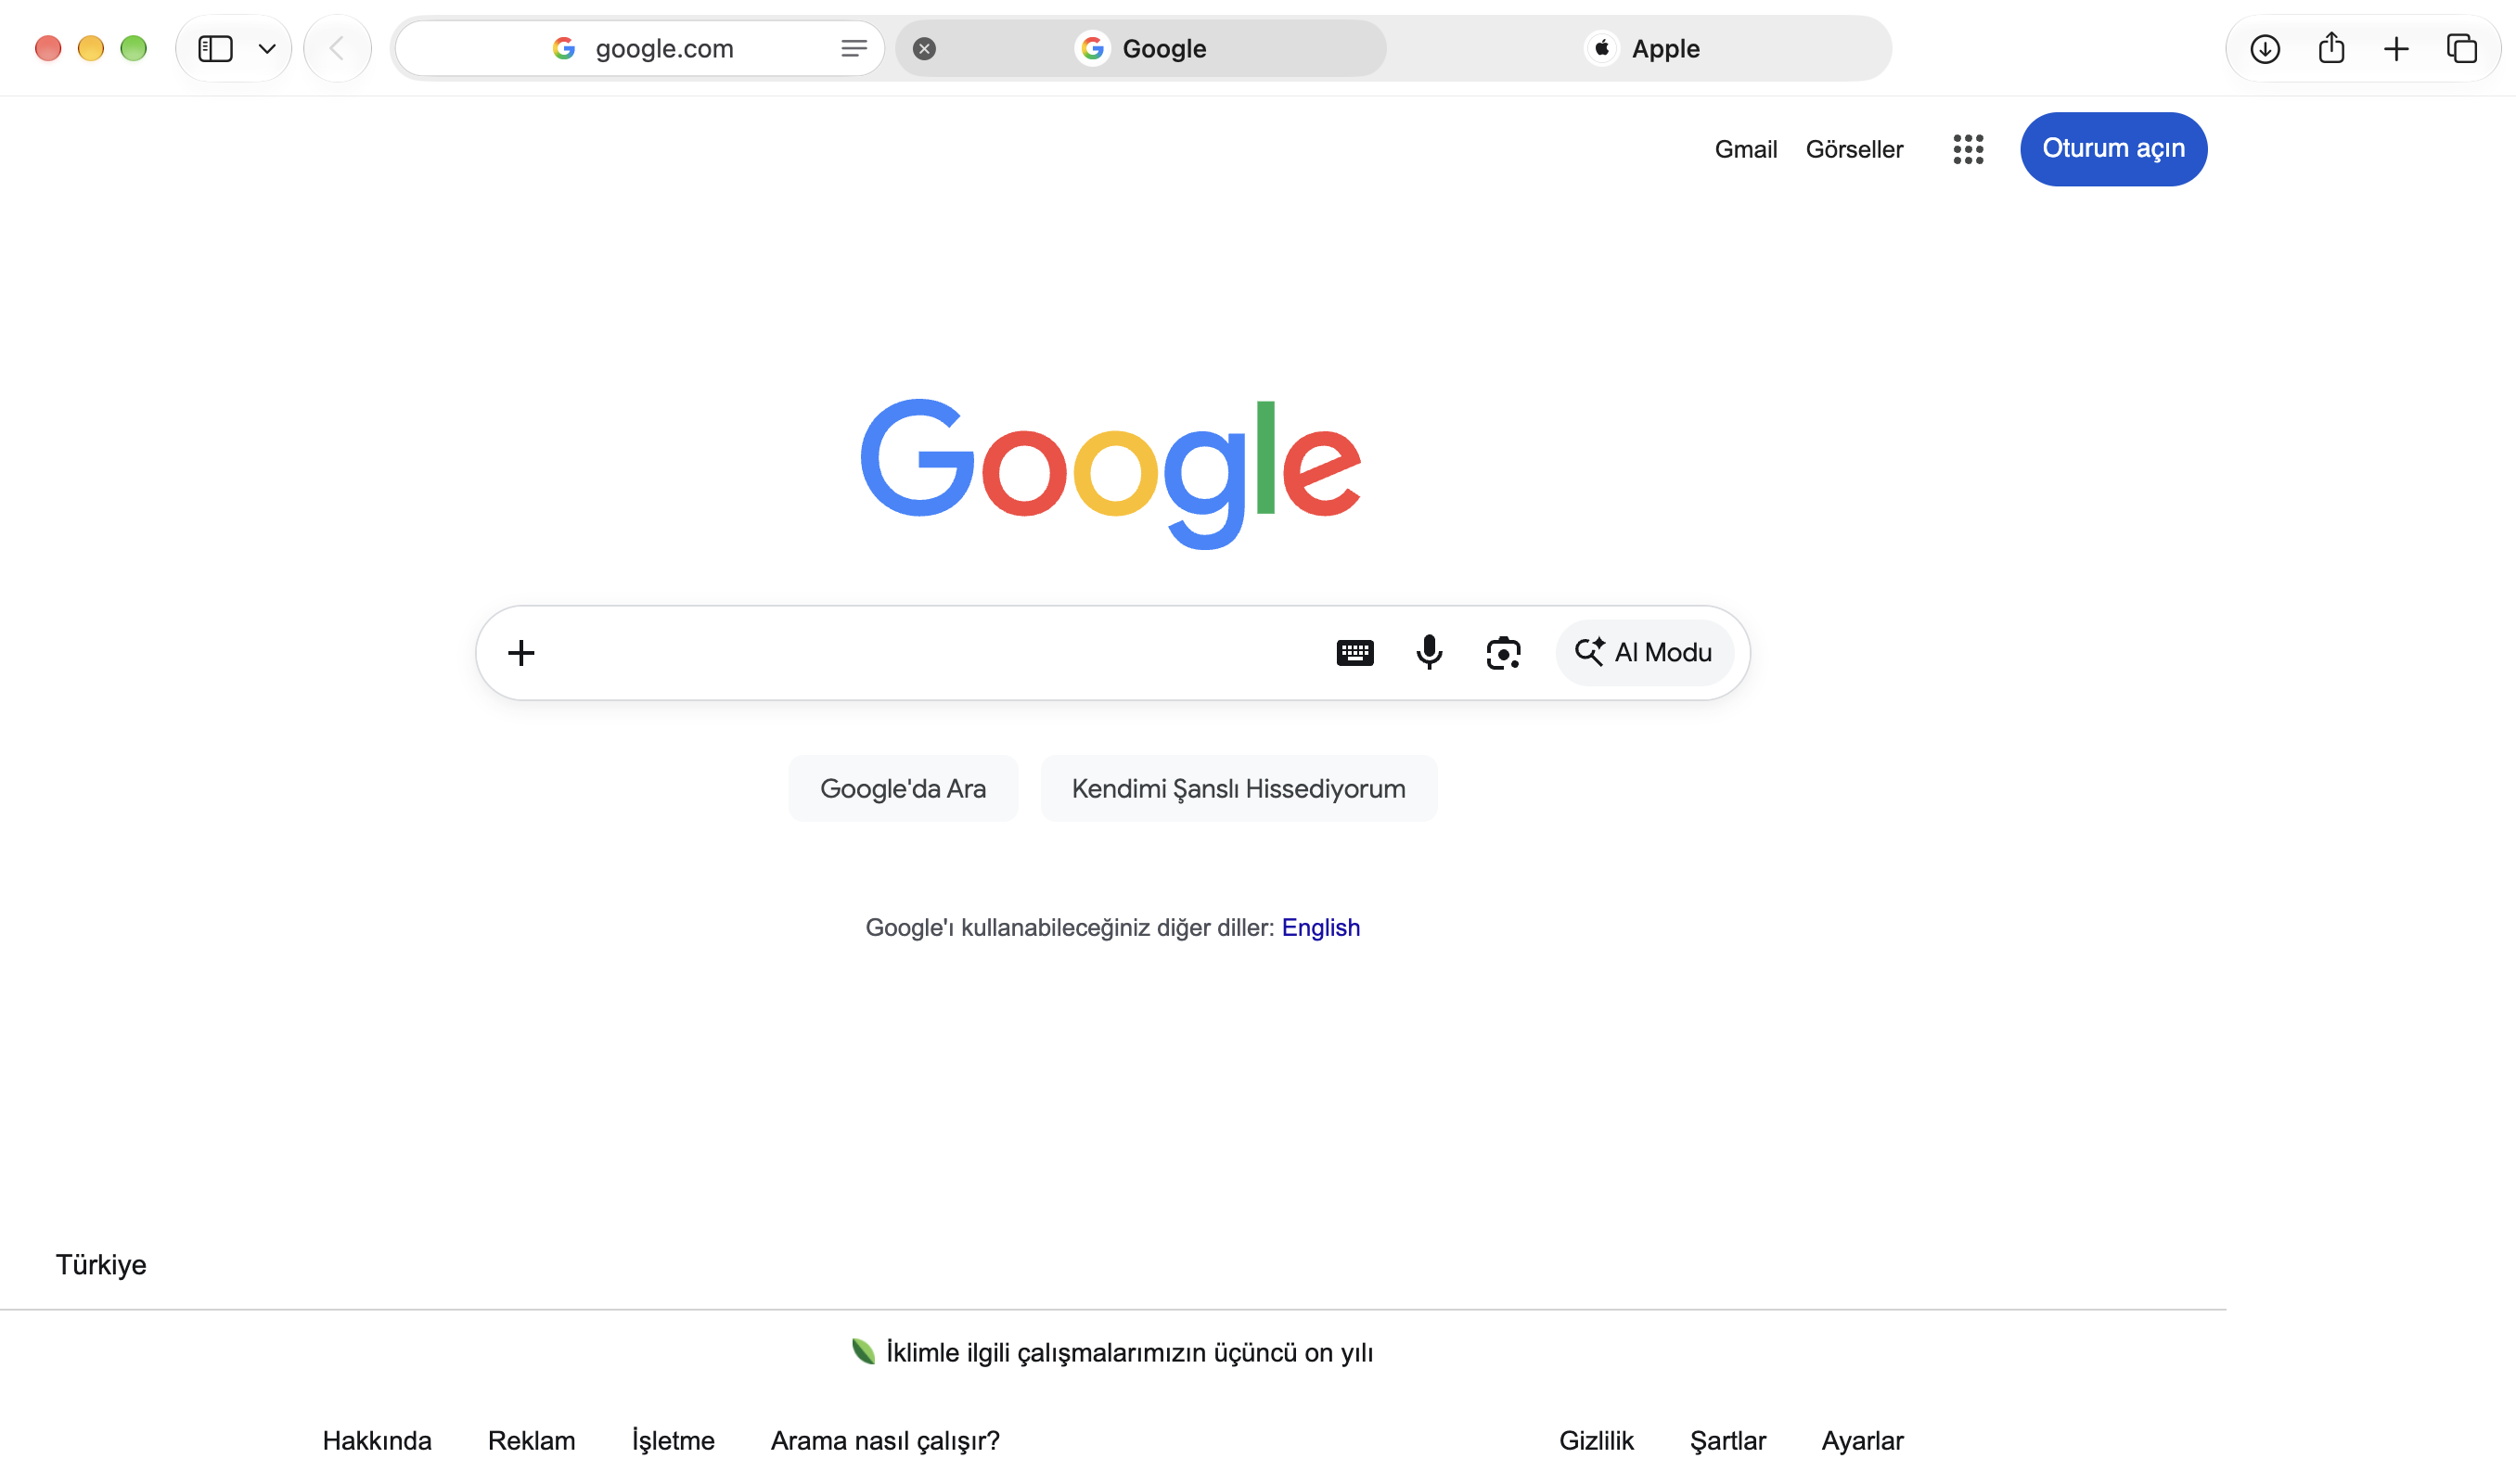 google.com
Google
Apple
Gmail
Görseller
Oturum açın
Google
AI Modu
Google'da Ara
Kendimi Şanslı Hissediyorum
Google'ı kullanabileceğiniz diğer diller: English
Türkiye
İklimle ilgili çalışmalarımızın üçüncü on yılı
Hakkında
Reklam
İşletme
Arama nasıl çalışır?
Gizlilik
Şartlar
Ayarlar